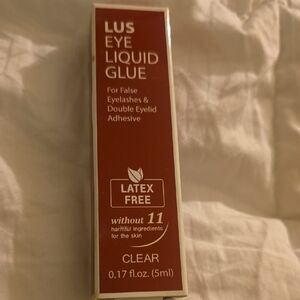 LUS
EYE
LIQUID
GLUE
For False
Eyelashes &
Double Eyelid
Adhesive
LATEX
FREE
without 11
harmful ingredients
for the skin
CLEAR
0.17 fl.oz. (5ml)